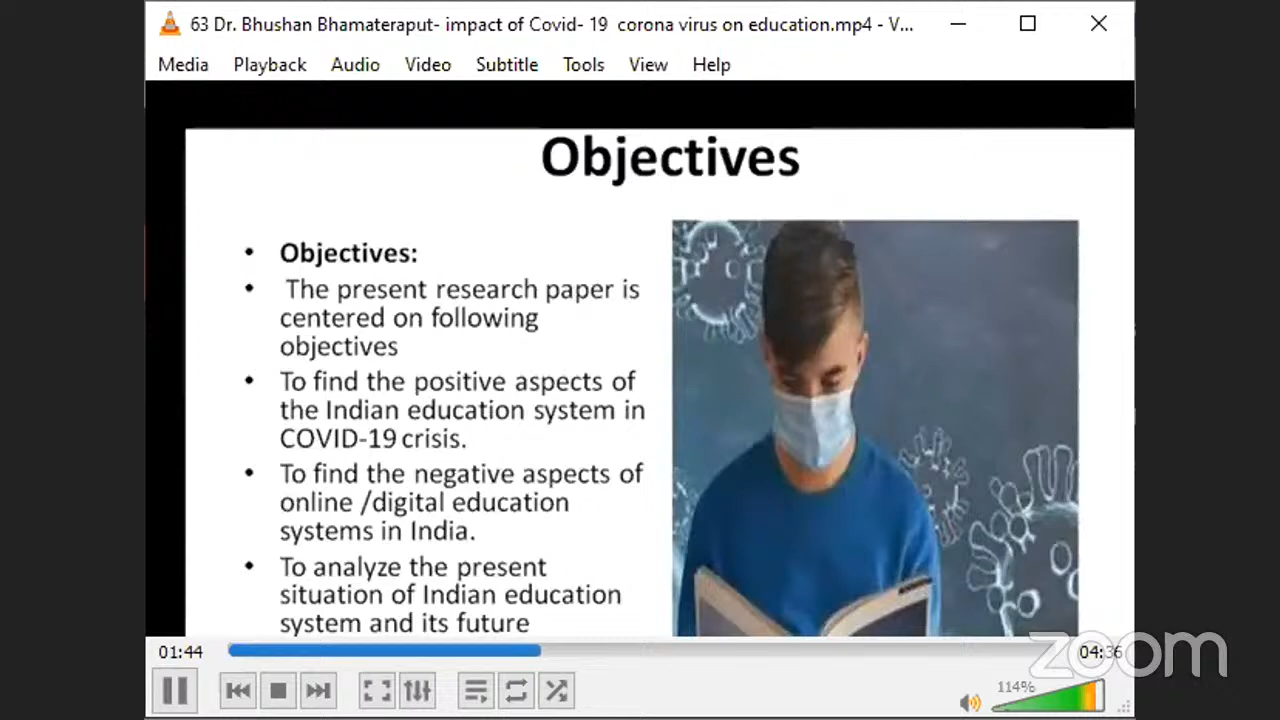 63 Dr. Bhushan Bhamateraput- impact of Covid- 19 corona virus on education.mp4 - V...
Media Playback Audio Video Subtitle Tools View Help
Objectives
• Objectives:
• The present research paper is
centered on following
objectives
• To find the positive aspects of
the Indian education system in
COVID-19 crisis.
• To find the negative aspects of
online /digital education
systems in India.
• To analyze the present
situation of Indian education
system and its future
01:44
04:36
zoom
114%